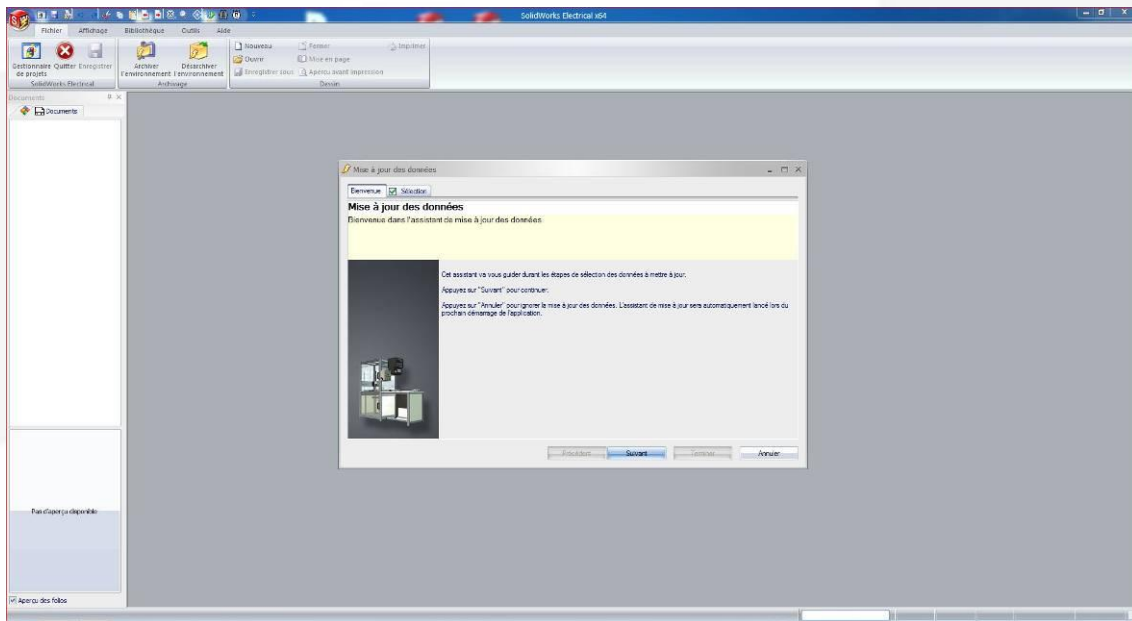 SolidWorks Electrical x64
Fichier Affichage Bibliothèque Outils Aide
Gestionnaire de projets
Quitter
Enregistrer
SolidWorks Electrical
Archiver l'environnement
Désarchiver l'environnement
Archivage
Nouveau
Ouvrir
Enregistrer sous
Fermer
Mise en page
Aperçu avant impression
Imprimer
Dessin
Documents
Documents
Mise à jour des données
Bienvenue Sélection
Mise à jour des données
Bienvenue dans l'assistant de mise à jour des données
Cet assistant va vous guider durant les étapes de sélection des données à mettre à jour.
Appuyez sur "Suivant" pour continuer.
Appuyez sur "Annuler" pour ignorer la mise à jour des données. L'assistant de mise à jour sera automatiquement lancé lors du
prochain démarrage de l'application.
Précédent Suivant Terminer Annuler
Pas d'aperçu disponible
Aperçu des folios